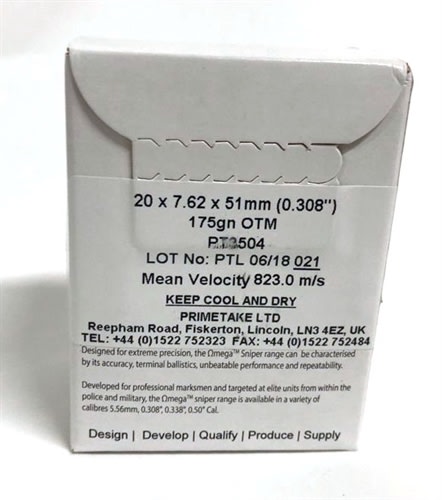 20 x 7.62 x 51mm (0.308")
175gn OTM
PT3504
LOT No: PTL 06/18 021
Mean Velocity 823.0 m/s
KEEP COOL AND DRY
PRIMETAKE LTD
Reepham Road, Fiskerton, Lincoln, LN3 4EZ, UK
TEL: +44 (0)1522 752323 FAX: +44 (0)1522 752484
Designed for extreme precision, the Ωmega™ Sniper range can be characterised
by its accuracy, terminal ballistics, unbeatable performance and repeatability.
Developed for professional marksmen and targeted at elite units from within the
police and military, the Ωmega™ sniper range is available in a variety of
calibres 5.56mm, 0.308", 0.338", 0.50" Cal.
Design | Develop | Qualify | Produce | Supply